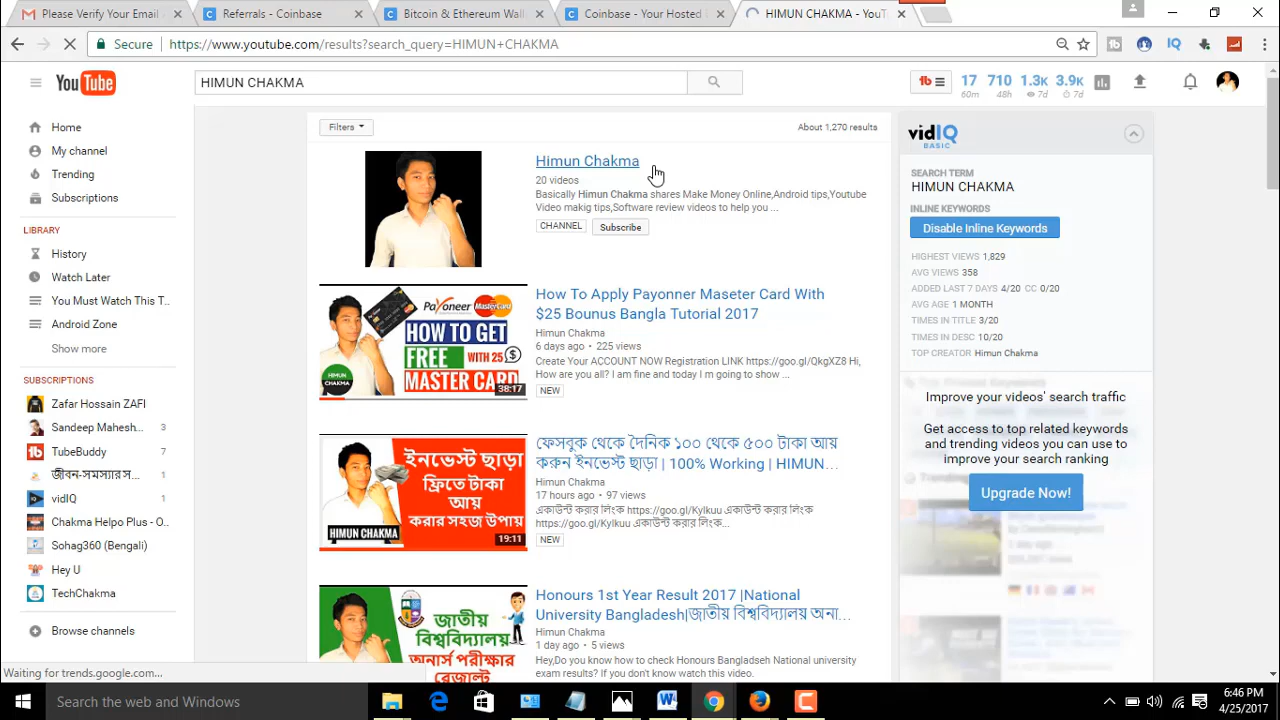 Please Verify Your Email
Referrals - Coinbase
Bitcoin & Ethereum Wall
Coinbase - Your Hosted B
HIMUN CHAKMA - YouTu
Secure
https://www.youtube.com/results?search_query=HIMUN+CHAKMA
YouTube
HIMUN CHAKMA
17 710 1.3K 3.9K
60m 48h 7d 7d
Home
My channel
Trending
Subscriptions
LIBRARY
History
Watch Later
You Must Watch This T..
Android Zone
Show more
SUBSCRIPTIONS
Zafar Hossain ZAFI
Sandeep Mahesh... 3
TubeBuddy 7
জীবন-সমস্যার স... 1
vidIQ 1
Chakma Helpo Plus - O..
Sohag360 (Bengali)
Hey U
TechChakma
Browse channels
Filters
About 1,270 results
Himun Chakma
20 videos
Basically Himun Chakma shares Make Money Online,Android tips,Youtube
Video makig tips,Software review videos to help you ...
CHANNEL
Subscribe
Payoneer MasterCard
HOW TO GET
FREE WITH 25 $
MASTER CARD
HIMUN CHAKMA
38:17
How To Apply Payonner Maseter Card With
$25 Bounus Bangla Tutorial 2017
Himun Chakma
6 days ago • 225 views
Create Your ACCOUNT NOW Registration LINK https://goo.gl/QkgXZ8 Hi,
How are you all? I am fine and today I m going to show ...
NEW
ইনভেস্ট ছাড়া
ফ্রিতে টাকা
আয়
করার সহজ উপায়
HIMUN CHAKMA
19:11
ফেসবুক থেকে দৈনিক ১০০ থেকে ৫০০ টাকা আয়
করুন ইনভেস্ট ছাড়া | 100% Working | HIMUN...
Himun Chakma
17 hours ago • 97 views
একাউন্ট করার লিংক https://goo.gl/Kylkuu একাউন্ট করার লিংক
https://goo.gl/Kylkuu একাউন্ট করার লিংক...
NEW
জাতীয়
বিশ্ববিদ্যালয়
অনার্স পরীক্ষার
রেজাল্ট
Honours 1st Year Result 2017 |National
University Bangladesh|জাতীয় বিশ্ববিদ্যালয় অনা...
Himun Chakma
1 day ago • 5 views
Hey,Do you know how to check Honours Bangladseh National university
exam results? If you don't know watch this video.
vidIQ
BASIC
SEARCH TERM
HIMUN CHAKMA
INLINE KEYWORDS
Disable Inline Keywords
HIGHEST VIEWS 1,829
AVG VIEWS 358
ADDED LAST 7 DAYS 4/20 CC 0/20
AVG AGE 1 MONTH
TIMES IN TITLE 3/20
TIMES IN DESC 10/20
TOP CREATOR Himun Chakma
Improve your videos' search traffic
Get access to top related keywords
and trending videos you can use to
improve your search ranking
Upgrade Now!
Waiting for trends.google.com...
Search the web and Windows
6:46 PM
4/25/2017